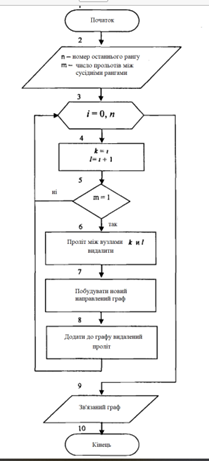 1
Початок
2
n – номер останнього рангу
m – число прольотів між
сусідніми рангами
3
i = 0, n
4
k = i
l = i + 1
5
ні
m = 1
так
6
Проліт між вузлами k и l
видалити
7
Побудувати новий
направлений граф
8
Додати до графу видалений
проліт
9
Зв'язаний граф
10
Кінець